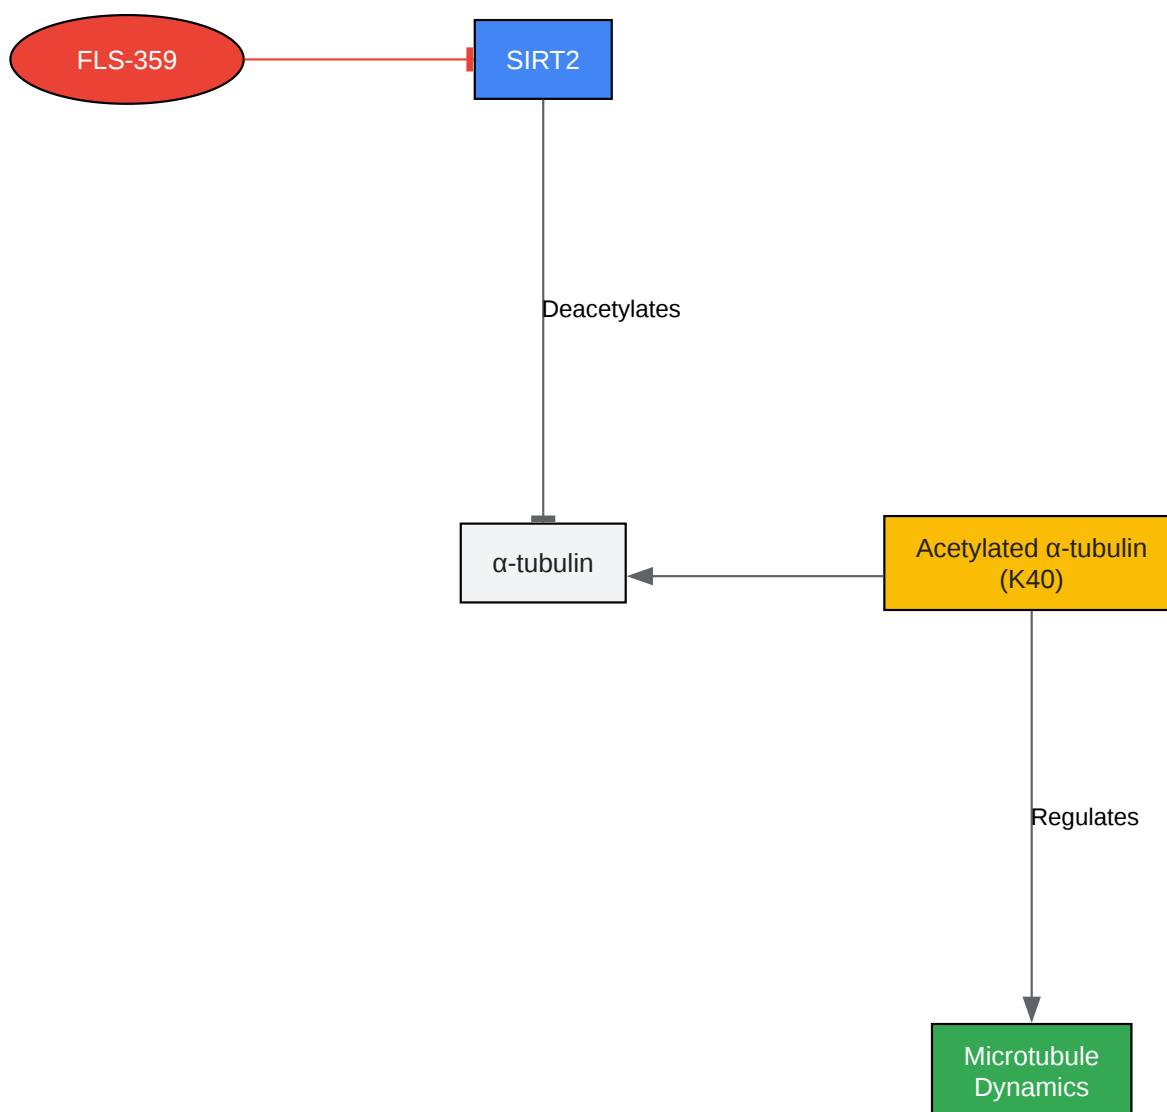 FLS-359
SIRT2
Deacetylates
α-tubulin
Acetylated α-tubulin
(K40)
Regulates
Microtubule
Dynamics